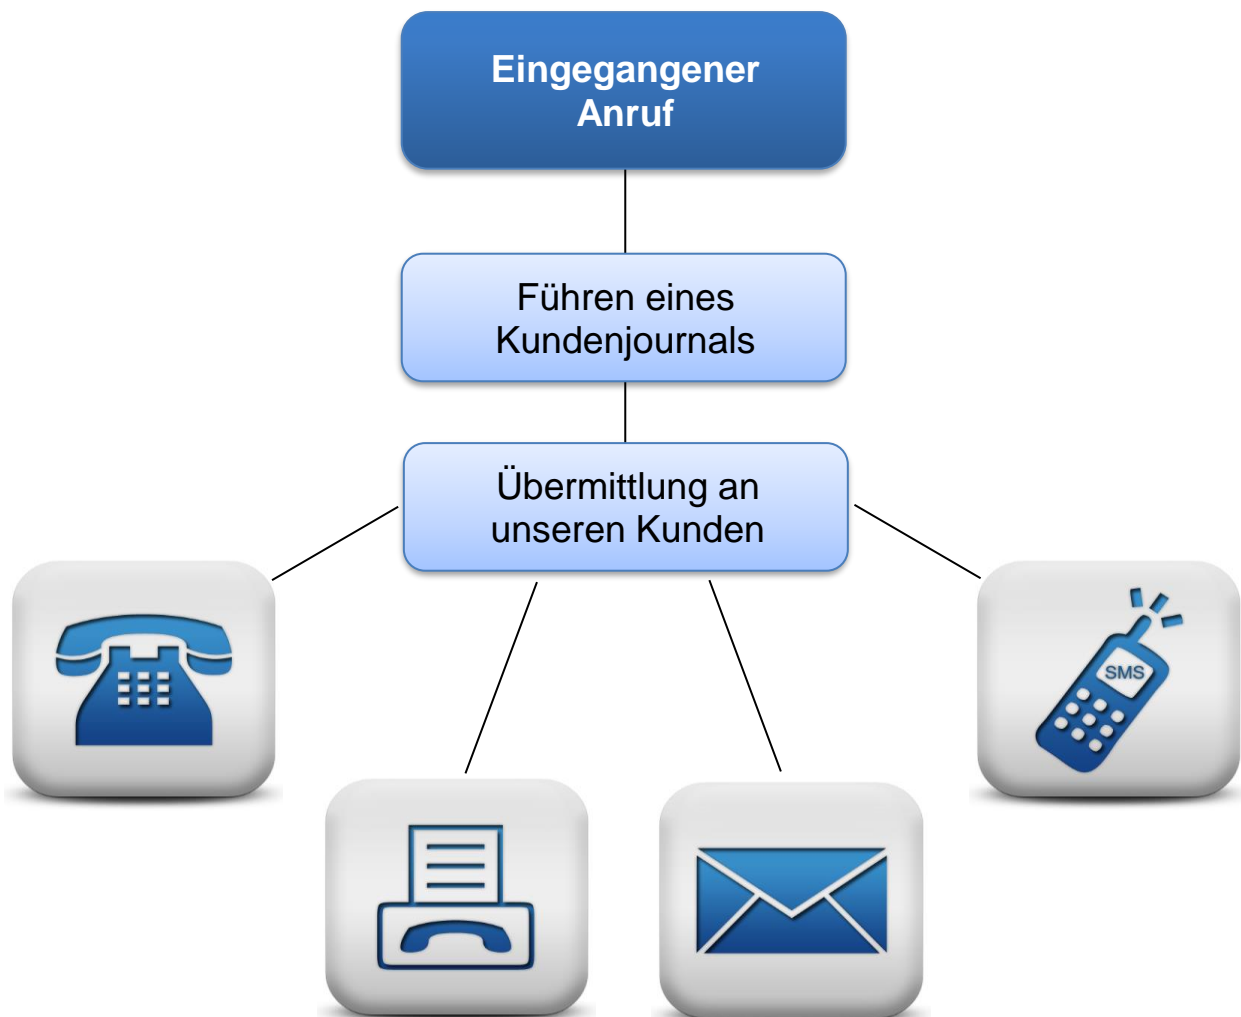 Eingegangener
Anruf
Führen eines
Kundenjournals
Übermittlung an
unseren Kunden
SMS